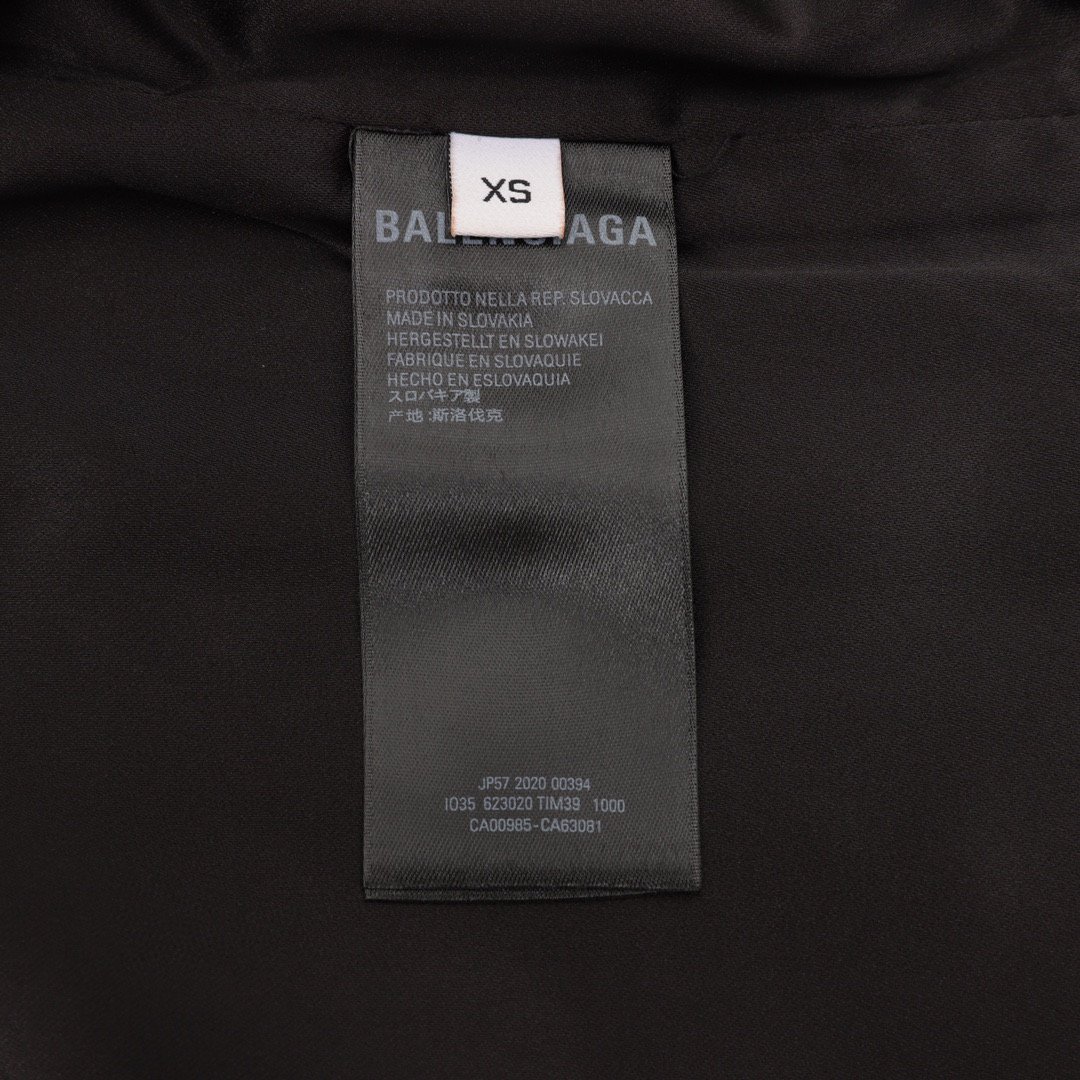 XS
BALENCIAGA
PRODOTTO NELLA REP. SLOVACCA
MADE IN SLOVAKIA
HERGESTELLT EN SLOWAKEI
FABRIQUE EN SLOVAQUIE
HECHO EN ESLOVAQUIA
スロバキア製
产地:斯洛伐克
JP57 2020 00394
IO35 623020 TIM39 1000
CA00985-CA63081